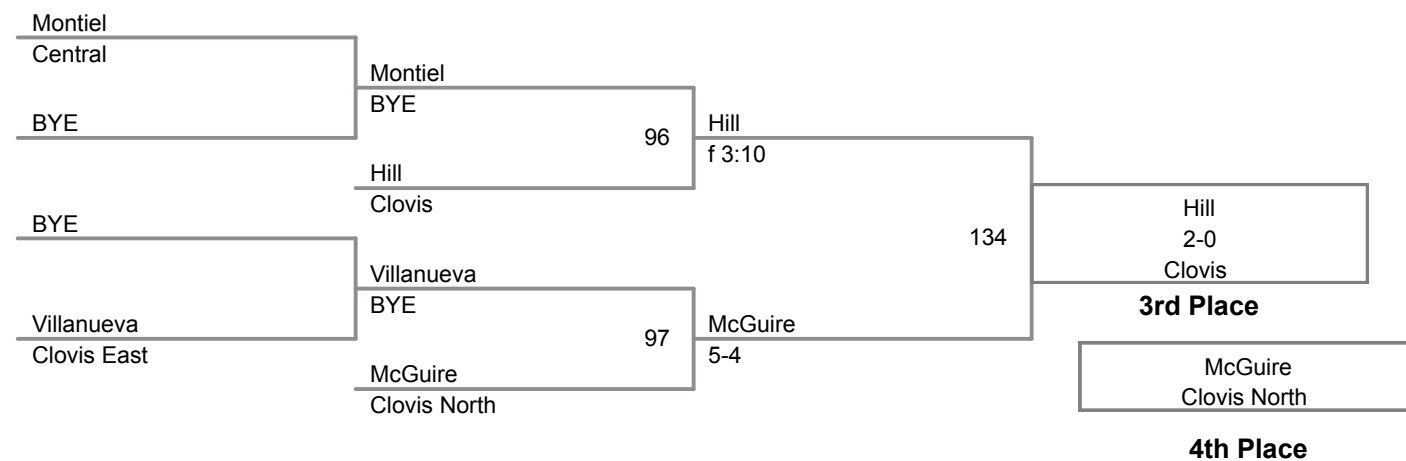 Montiel
Central
BYE
BYE
Villanueva
Clovis East
Montiel
BYE
Hill
Clovis
Villanueva
BYE
McGuire
Clovis North
96
97
Hill
f 3:10
McGuire
5-4
134
Hill
2-0
Clovis
3rd Place
McGuire
Clovis North
4th Place